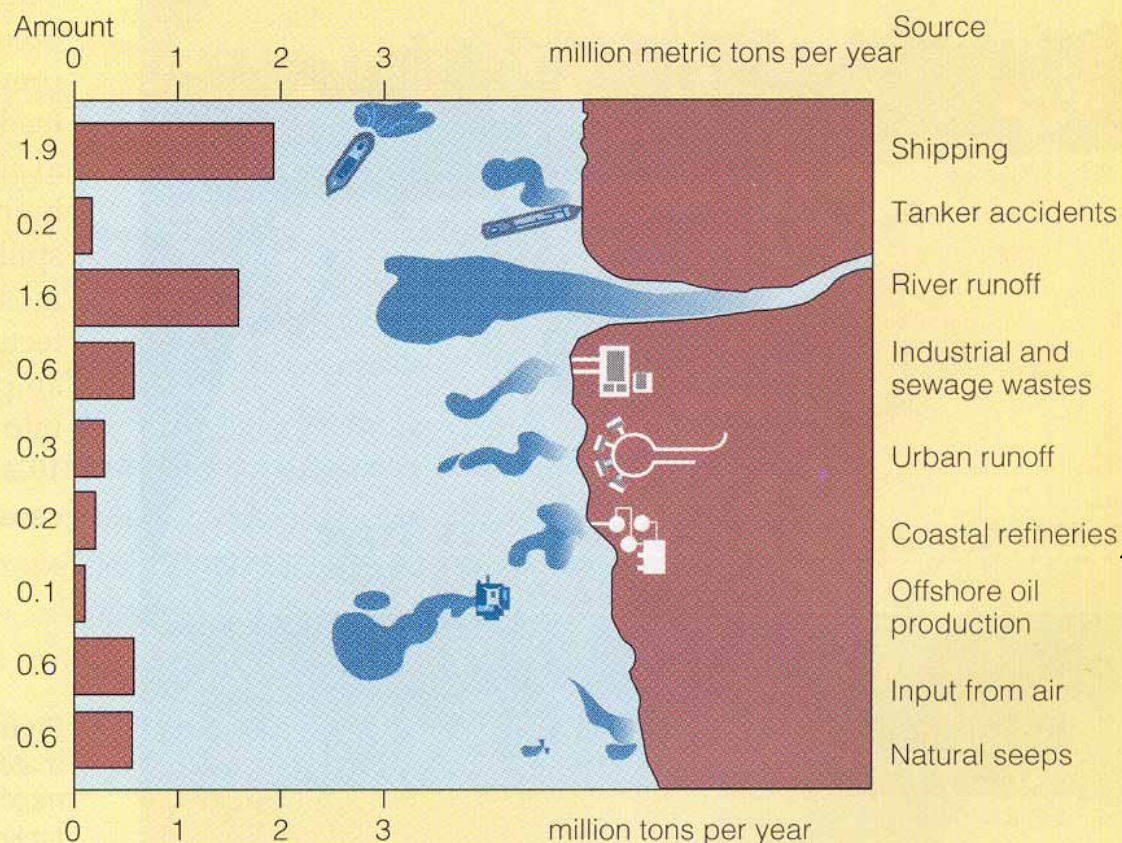 Amount
Source
0 1 2 3 million metric tons per year
1.9 Shipping
0.2 Tanker accidents
1.6 River runoff
0.6 Industrial and
sewage wastes
0.3 Urban runoff
0.2 Coastal refineries
0.1 Offshore oil
production
0.6 Input from air
0.6 Natural seeps
0 1 2 3 million tons per year